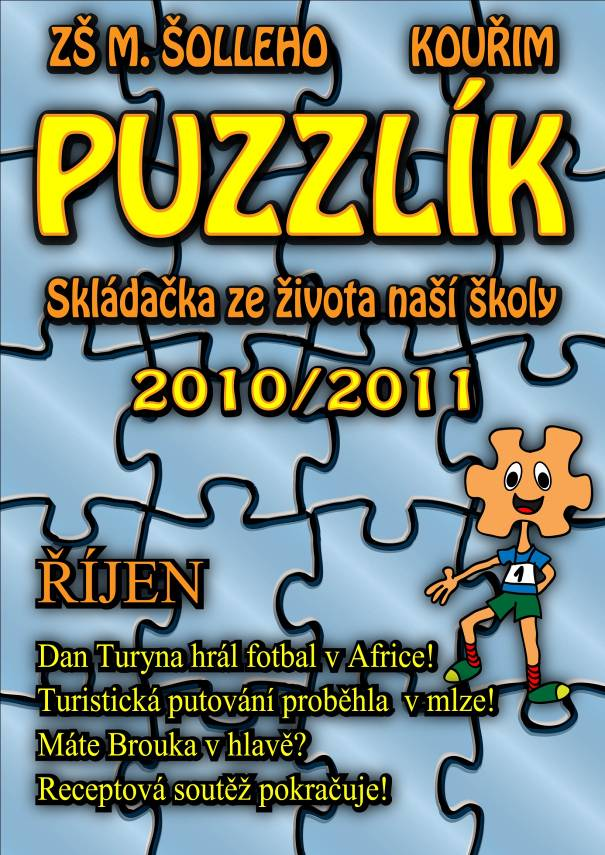 ZŠ M. ŠOLLEHO KOUŘIM
PUZZLÍK
Skládačka ze života naší školy
2010/2011
1
ŘÍJEN
Dan Turyna hrál fotbal v Africe!
Turistická putování proběhla v mlze!
Máte Brouka v hlavě?
Receptová soutěž pokračuje!